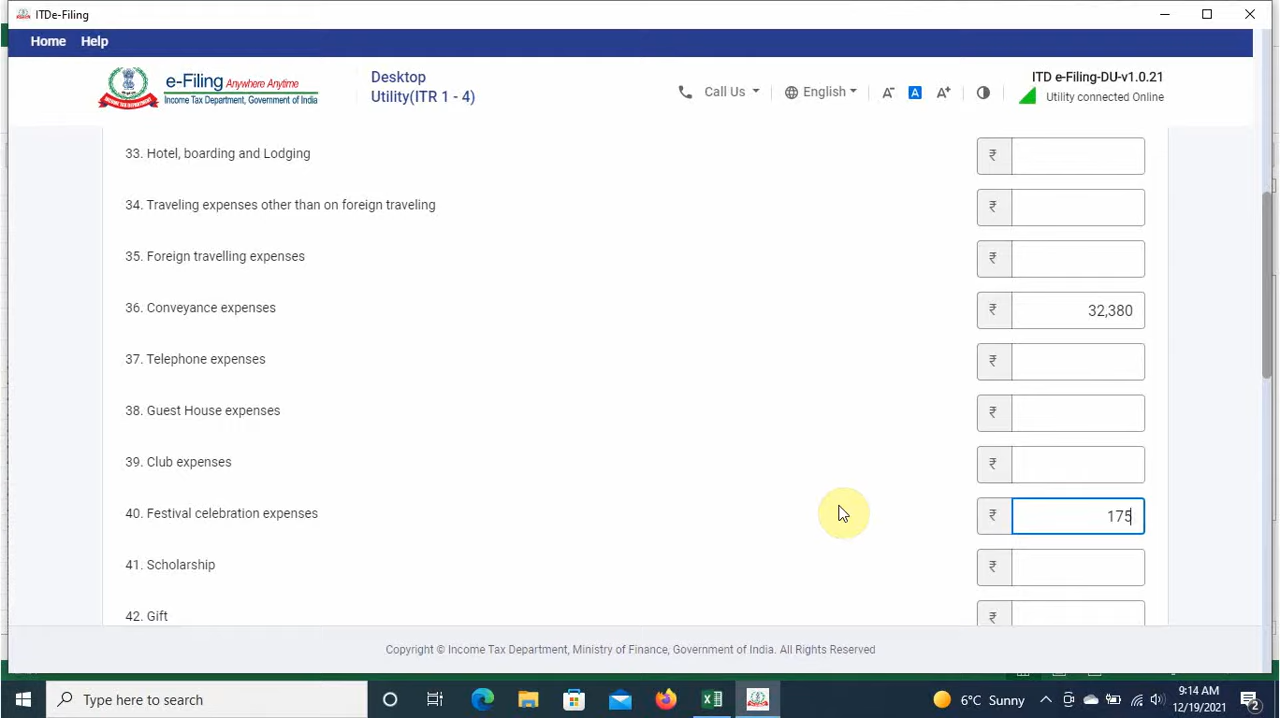 ITDe-Filing
Home Help
e-Filing Anywhere Anytime
Income Tax Department, Government of India
Desktop
Utility(ITR 1 - 4)
Call Us
English
A-
A
A+
ITD e-Filing-DU-v1.0.21
Utility connected Online
33. Hotel, boarding and Lodging ₹
34. Traveling expenses other than on foreign traveling ₹
35. Foreign travelling expenses ₹
36. Conveyance expenses ₹ 32,380
37. Telephone expenses ₹
38. Guest House expenses ₹
39. Club expenses ₹
40. Festival celebration expenses ₹ 175
41. Scholarship ₹
42. Gift ₹
Copyright © Income Tax Department, Ministry of Finance, Government of India. All Rights Reserved
Type here to search
6°C Sunny
9:14 AM
12/19/2021
2